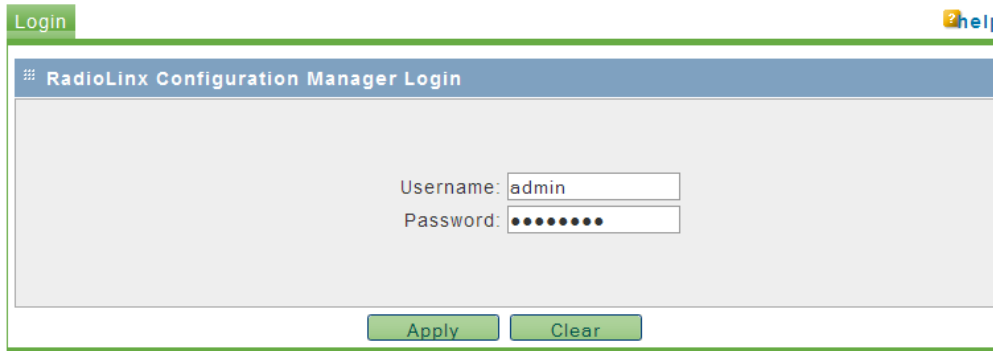 Login
help
RadioLinx Configuration Manager Login
Username: admin
Password: ••••••••
Apply Clear